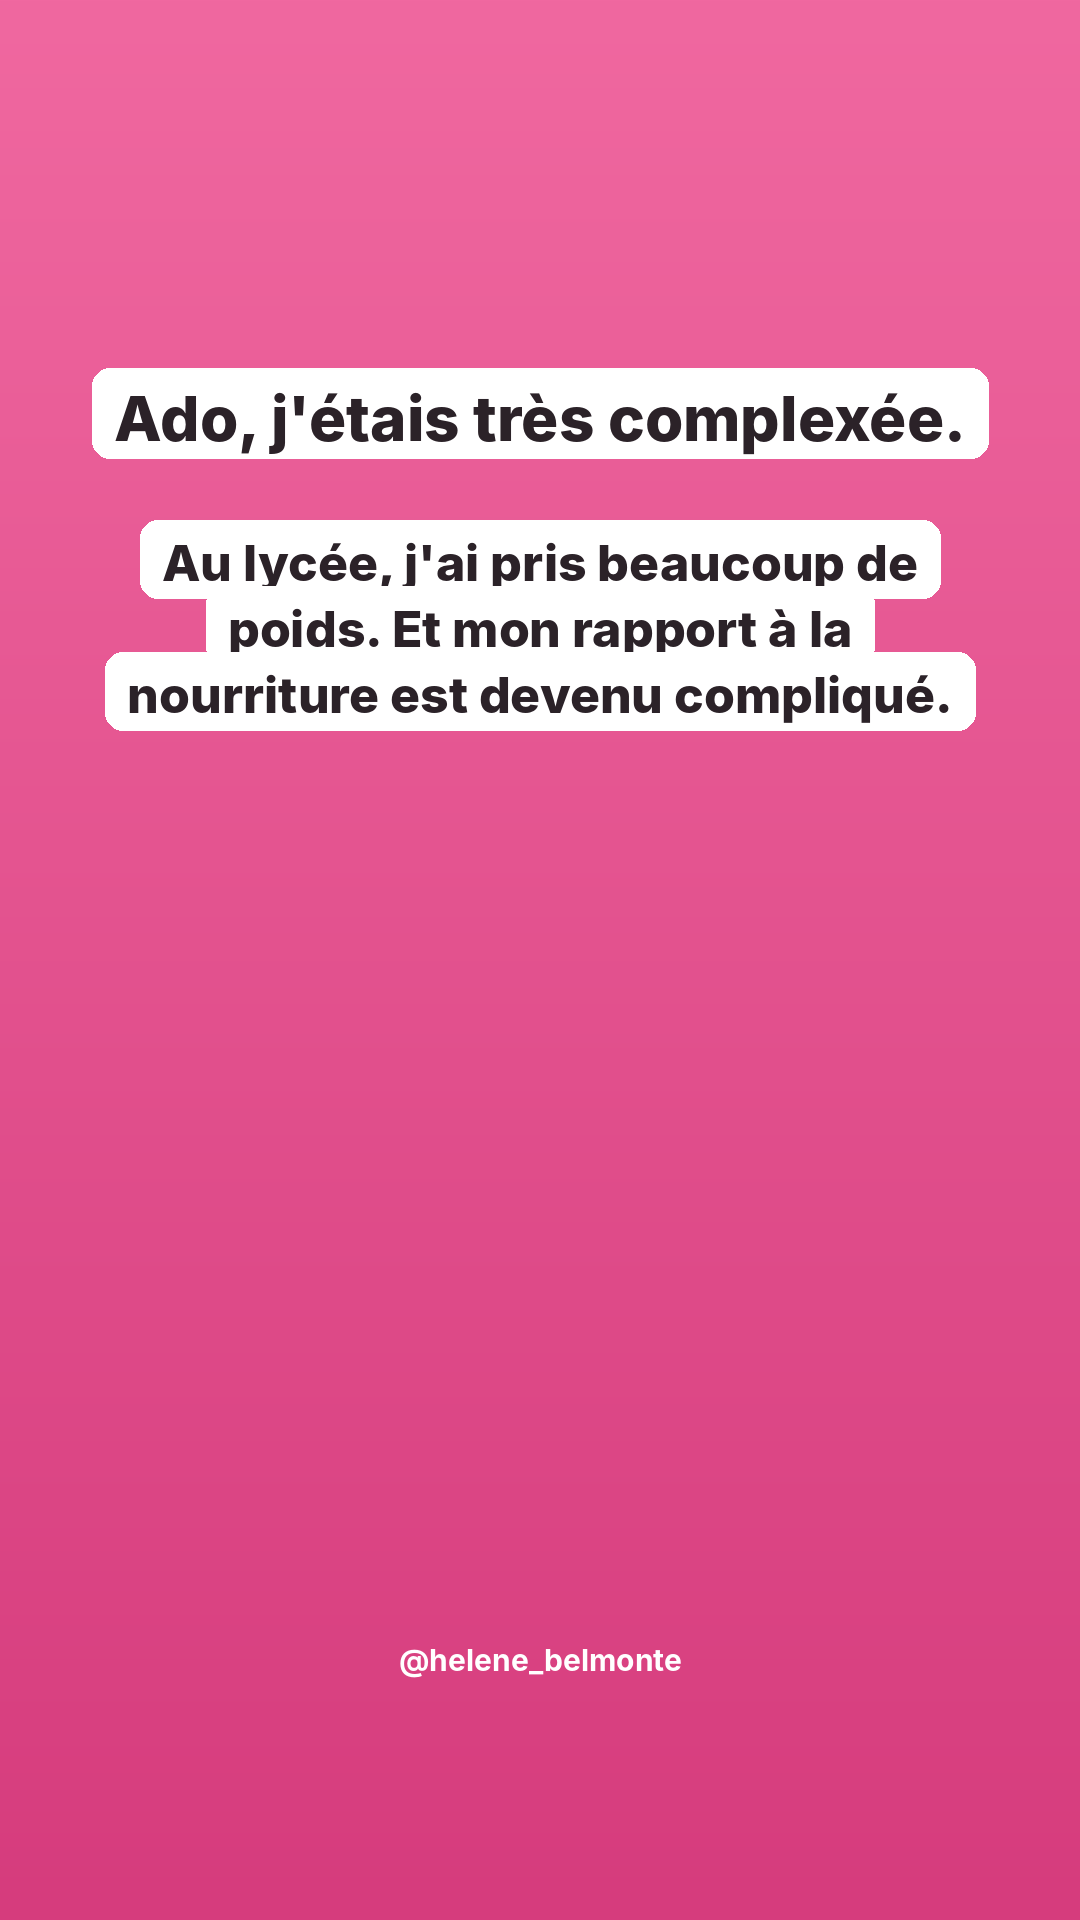 Ado, j'étais très complexée.
Au lycée, j'ai pris beaucoup de
poids. Et mon rapport à la
nourriture est devenu compliqué.
@helene_belmonte